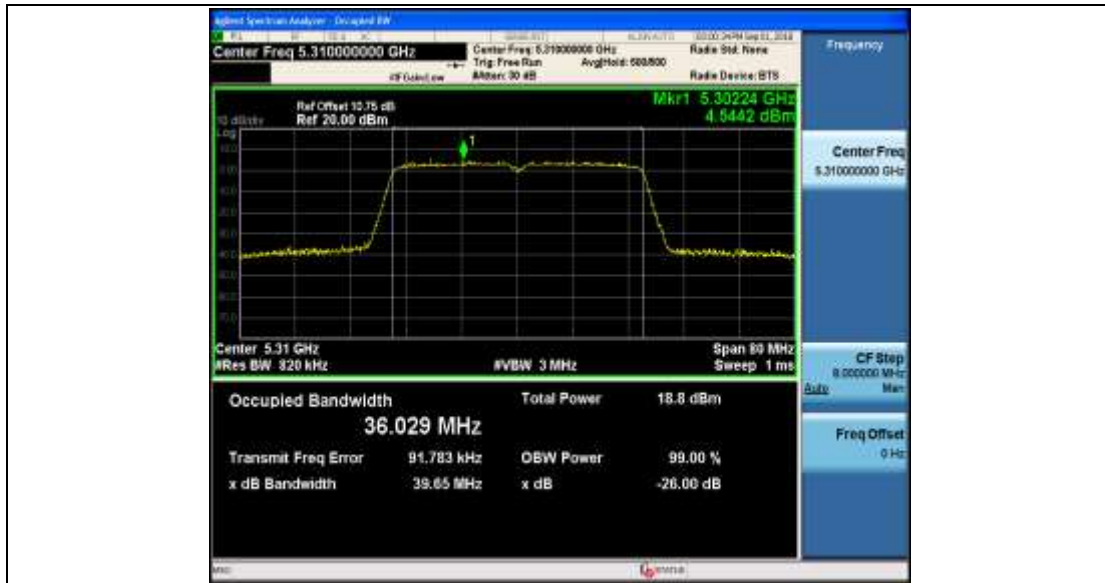 Agilent Spectrum Analyzer - Occupied BW
Center Freq 5.310000000 GHz
Center Freq: 5.310000000 GHz
Radio Std: None
Trig: Free Run
Avg|Hold: 500/500
#IFGain:Low
#Atten: 30 dB
Radio Device: BTS
Frequency
Ref Offset 10.75 dB
Mkr1 5.30224 GHz
10 dB/div
Ref 20.00 dBm
4.5442 dBm
Log
1
Center Freq
5.310000000 GHz
Center 5.31 GHz
Span 80 MHz
#Res BW 820 kHz
#VBW 3 MHz
Sweep 1 ms
CF Step
8.000000 MHz
Auto
Man
Occupied Bandwidth
Total Power
18.8 dBm
36.029 MHz
Freq Offset
0 Hz
Transmit Freq Error
91.783 kHz
OBW Power
99.00 %
x dB Bandwidth
39.65 MHz
x dB
-26.00 dB
MSG
STATUS